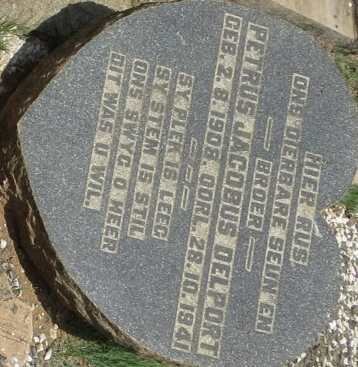 HIER RUS
ONS DIERBARE SEUN EN
— BROER —
PETRUS JACOBUS DELPORT
GEB. 2.8.1908. OORL. 28.10.1941
SY PLEK IS LEEG
SY STEM IS STIL
ONS SWYG O HEER
DIT WAS U WIL